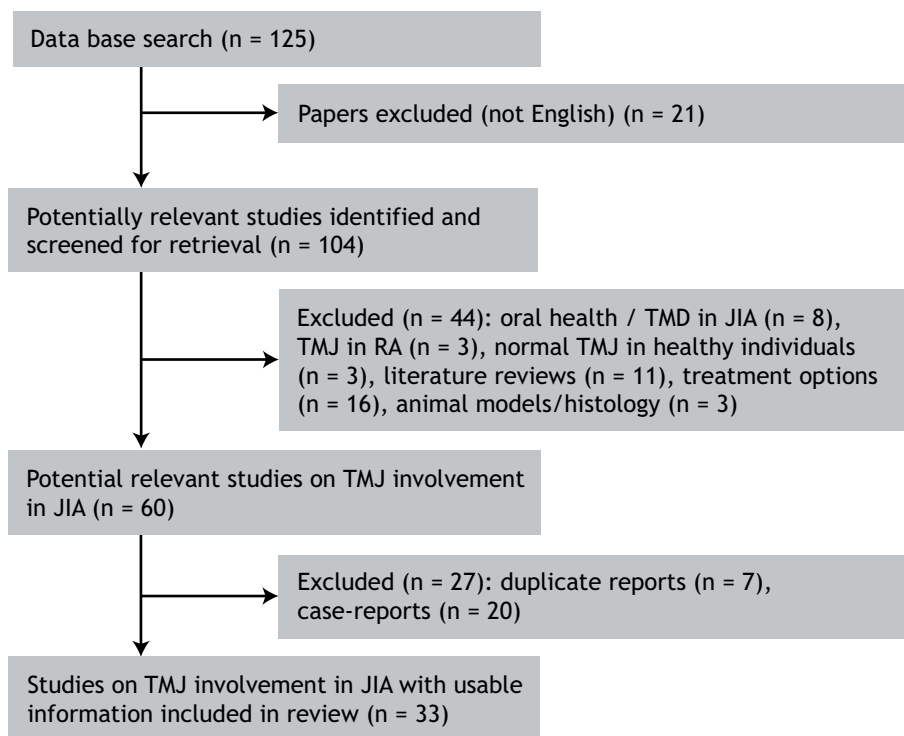 Data base search (n = 125)
Papers excluded (not English) (n = 21)
Potentially relevant studies identified and
screened for retrieval (n = 104)
Excluded (n = 44): oral health / TMD in JIA (n = 8),
TMJ in RA (n = 3), normal TMJ in healthy individuals
(n = 3), literature reviews (n = 11), treatment options
(n = 16), animal models/histology (n = 3)
Potential relevant studies on TMJ involvement
in JIA (n = 60)
Excluded (n = 27): duplicate reports (n = 7),
case-reports (n = 20)
Studies on TMJ involvement in JIA with usable
information included in review (n = 33)